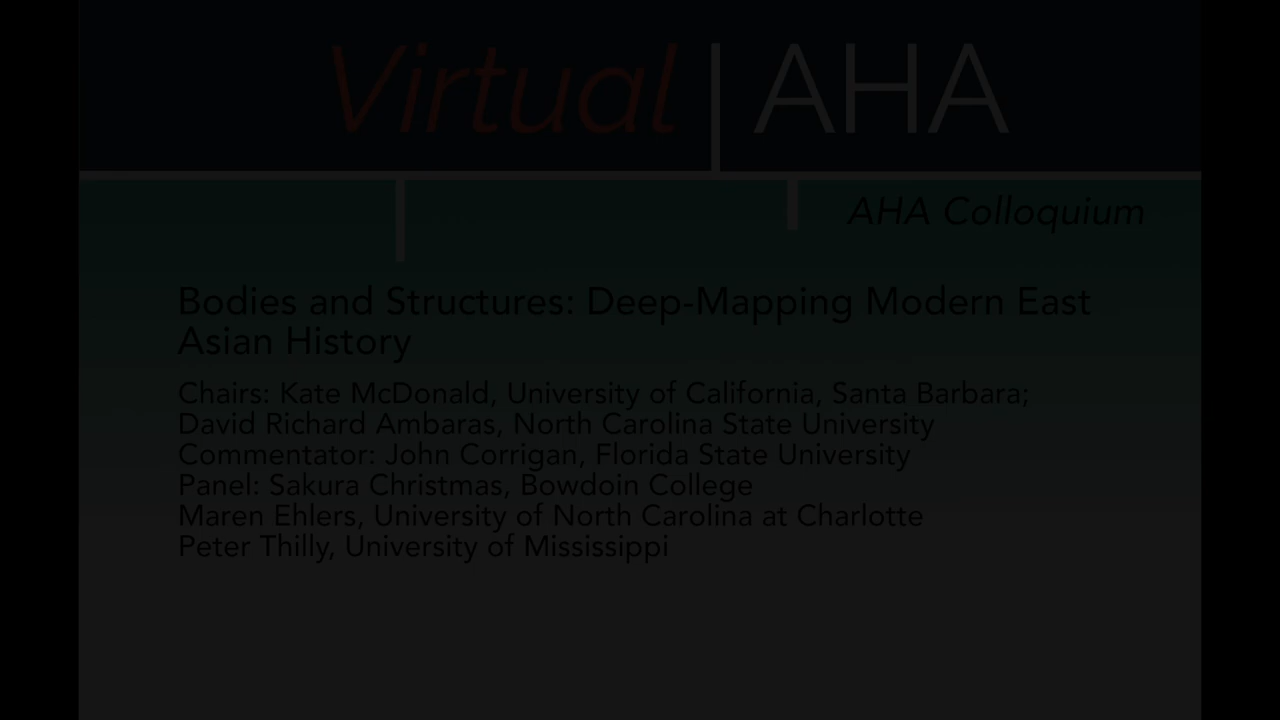 Virtual | AHA
AHA Colloquium
Bodies and Structures: Deep-Mapping Modern East
Asian History
Chairs: Kate McDonald, University of California, Santa Barbara;
David Richard Ambaras, North Carolina State University
Commentator: John Corrigan, Florida State University
Panel: Sakura Christmas, Bowdoin College
Maren Ehlers, University of North Carolina at Charlotte
Peter Thilly, University of Mississippi